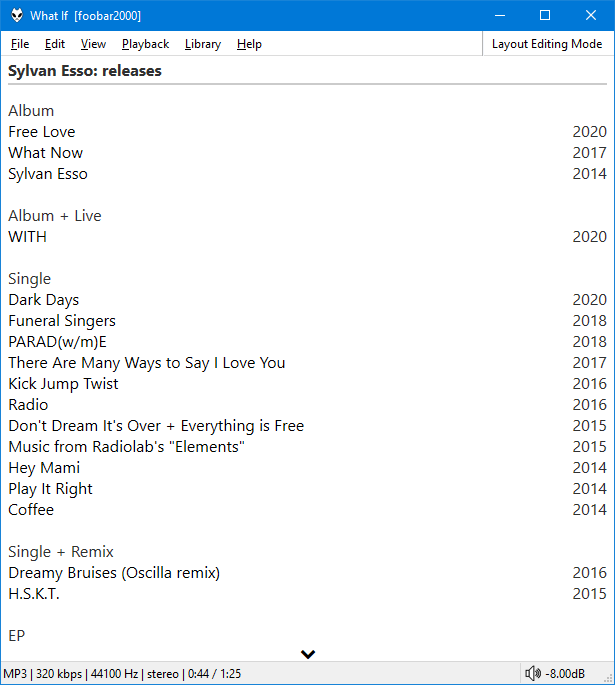 What If [foobar2000]
File Edit View Playback Library Help Layout Editing Mode
Sylvan Esso: releases
Album
Free Love 2020
What Now 2017
Sylvan Esso 2014
Album + Live
WITH 2020
Single
Dark Days 2020
Funeral Singers 2018
PARAD(w/m)E 2018
There Are Many Ways to Say I Love You 2017
Kick Jump Twist 2016
Radio 2016
Don't Dream It's Over + Everything is Free 2015
Music from Radiolab's "Elements" 2015
Hey Mami 2014
Play It Right 2014
Coffee 2014
Single + Remix
Dreamy Bruises (Oscilla remix) 2016
H.S.K.T. 2015
EP
MP3 | 320 kbps | 44100 Hz | stereo | 0:44 / 1:25 -8.00dB